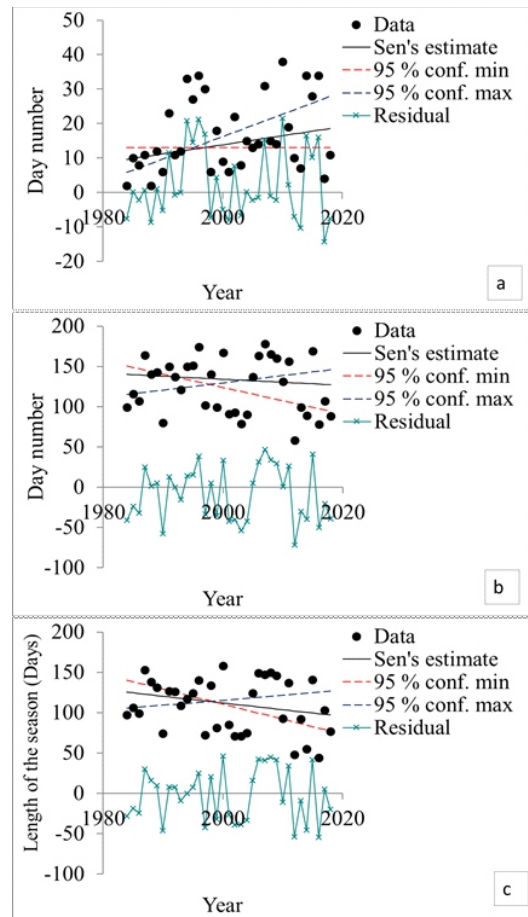 50
40
30
20
10
0
-10
-20
1980
2000
2020
Day number
Year
Data
Sen's estimate
95 % conf. min
95 % conf. max
Residual
a
200
150
100
50
0
-50
-100
1980
2000
2020
Day number
Year
Data
Sen's estimate
95 % conf. min
95 % conf. max
Residual
b
200
150
100
50
0
-50
-100
1980
2000
2020
Length of the season (Days)
Year
Data
Sen's estimate
95 % conf. min
95 % conf. max
Residual
c